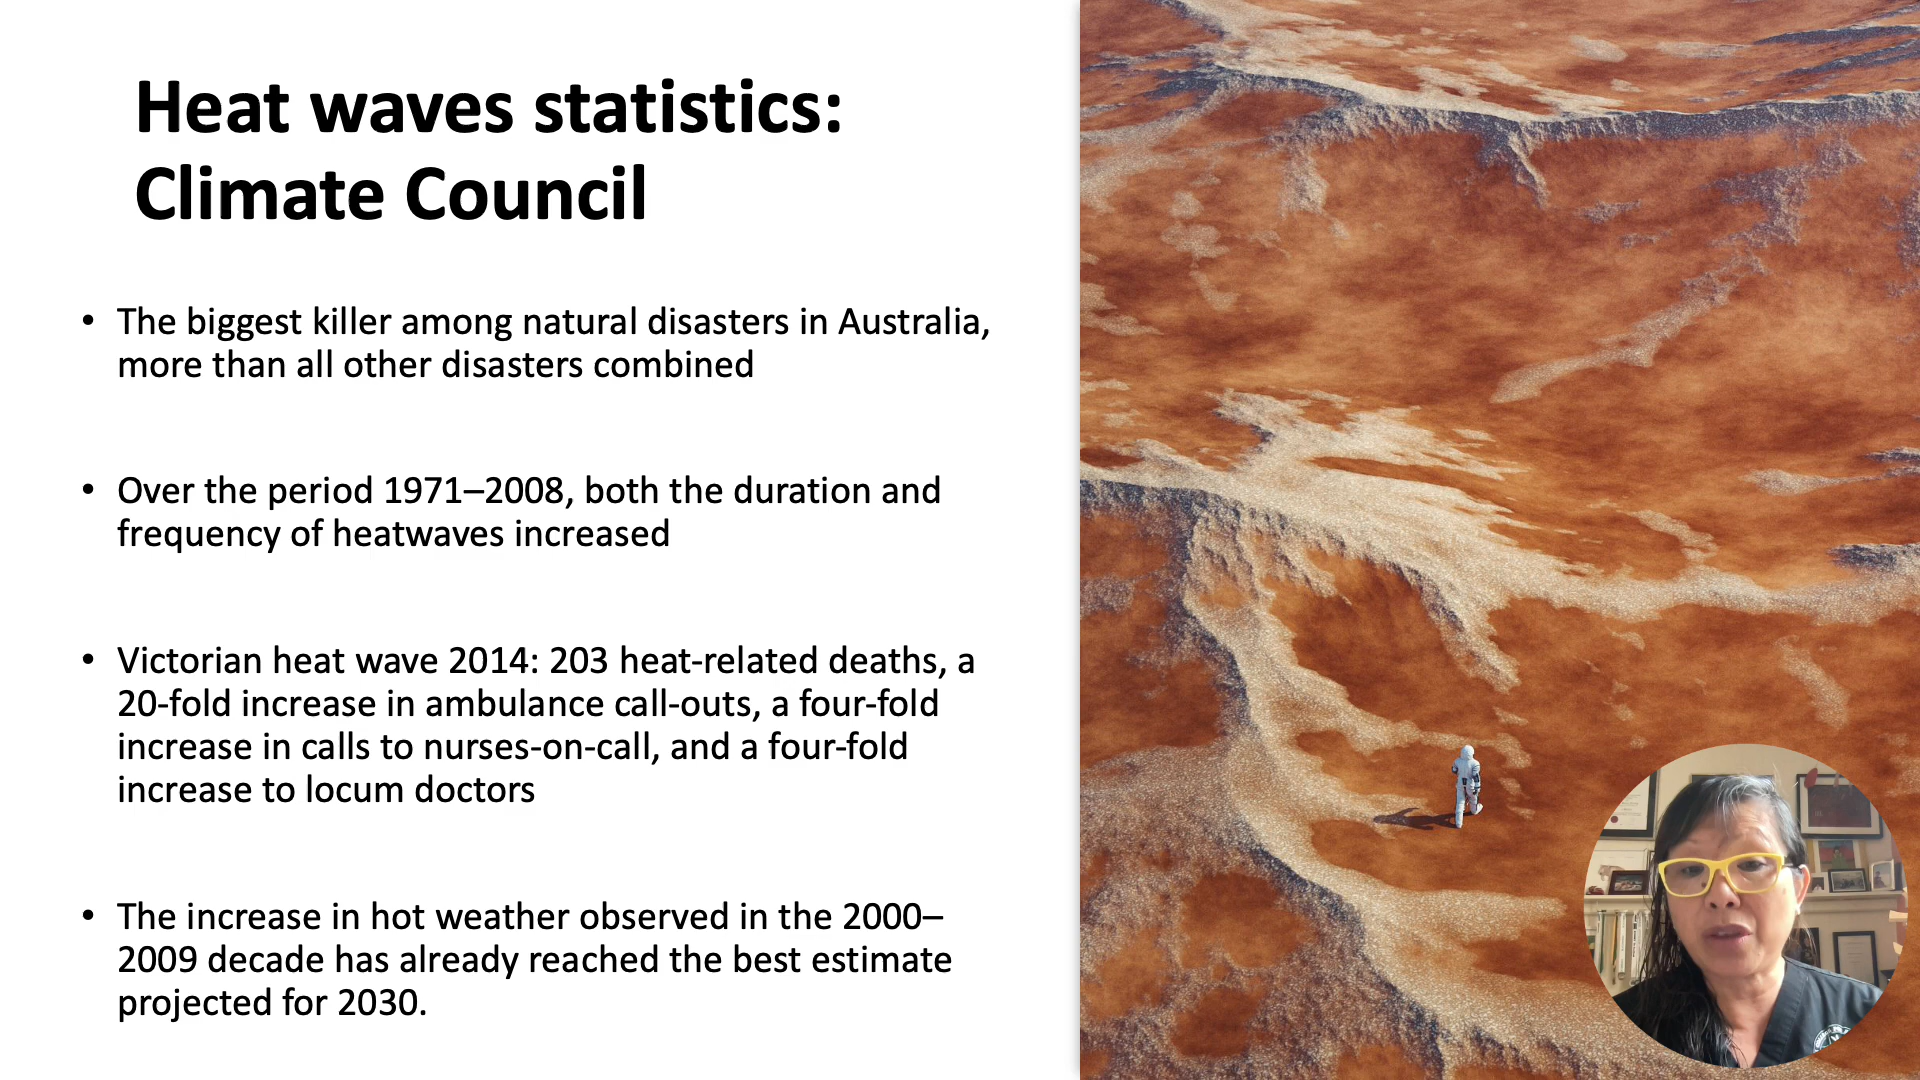 Heat waves statistics:
Climate Council
• The biggest killer among natural disasters in Australia,
more than all other disasters combined
• Over the period 1971–2008, both the duration and
frequency of heatwaves increased
• Victorian heat wave 2014: 203 heat-related deaths, a
20-fold increase in ambulance call-outs, a four-fold
increase in calls to nurses-on-call, and a four-fold
increase to locum doctors
• The increase in hot weather observed in the 2000–
2009 decade has already reached the best estimate
projected for 2030.